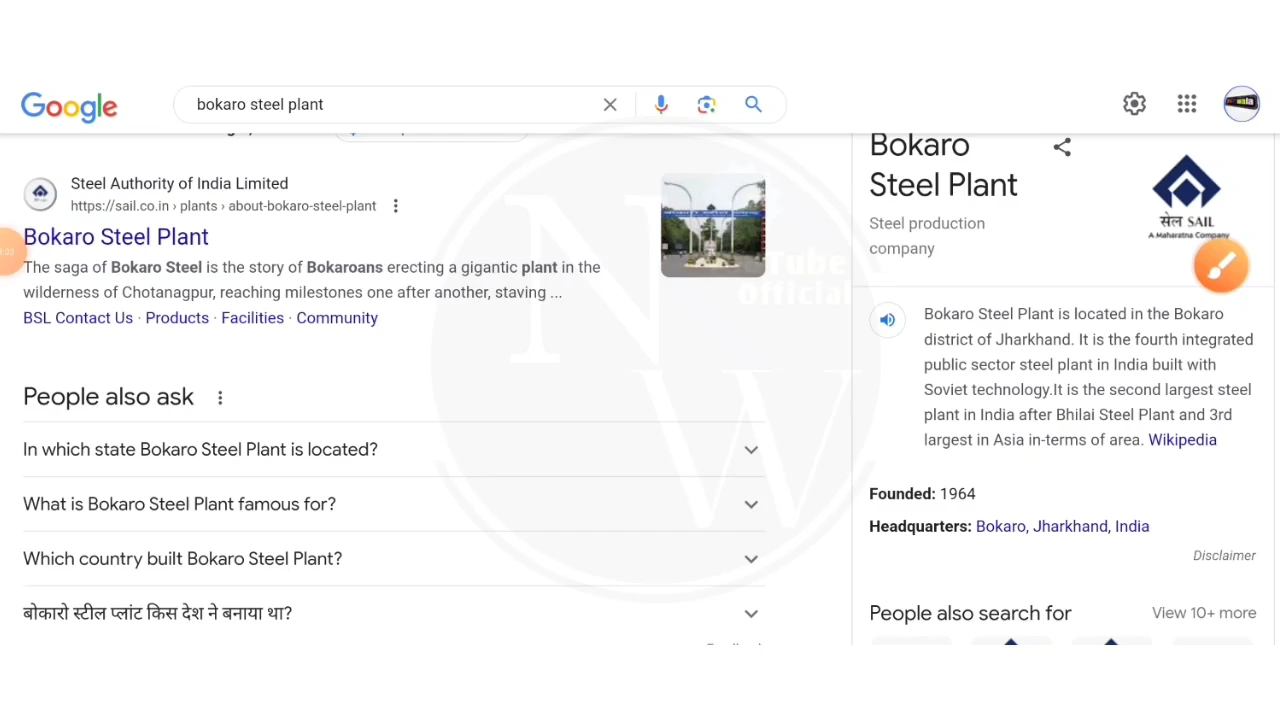 Google
bokaro steel plant
Steel Authority of India Limited
https://sail.co.in › plants › about-bokaro-steel-plant
Bokaro Steel Plant
The saga of Bokaro Steel is the story of Bokaroans erecting a gigantic plant in the
wilderness of Chotanagpur, reaching milestones one after another, staving ...
BSL Contact Us · Products · Facilities · Community
People also ask
In which state Bokaro Steel Plant is located?
What is Bokaro Steel Plant famous for?
Which country built Bokaro Steel Plant?
बोकारो स्टील प्लांट किस देश ने बनाया था?
NW
Tube
official
Bokaro
Steel Plant
Steel production
company
सेल SAIL
A Maharatna Company
Bokaro Steel Plant is located in the Bokaro
district of Jharkhand. It is the fourth integrated
public sector steel plant in India built with
Soviet technology.It is the second largest steel
plant in India after Bhilai Steel Plant and 3rd
largest in Asia in-terms of area. Wikipedia
Founded: 1964
Headquarters: Bokaro, Jharkhand, India
Disclaimer
People also search for
View 10+ more